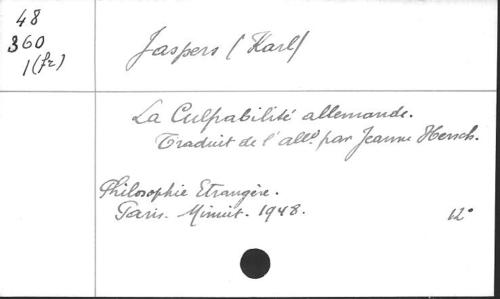 48
360
1(fr)
Jaspers (Karl)
La Culpabilité allemande.
Traduit de l'alld. par Jeanne Hersch.
Philosophie Etrangère.
Paris. Minuit. 1948. 12°